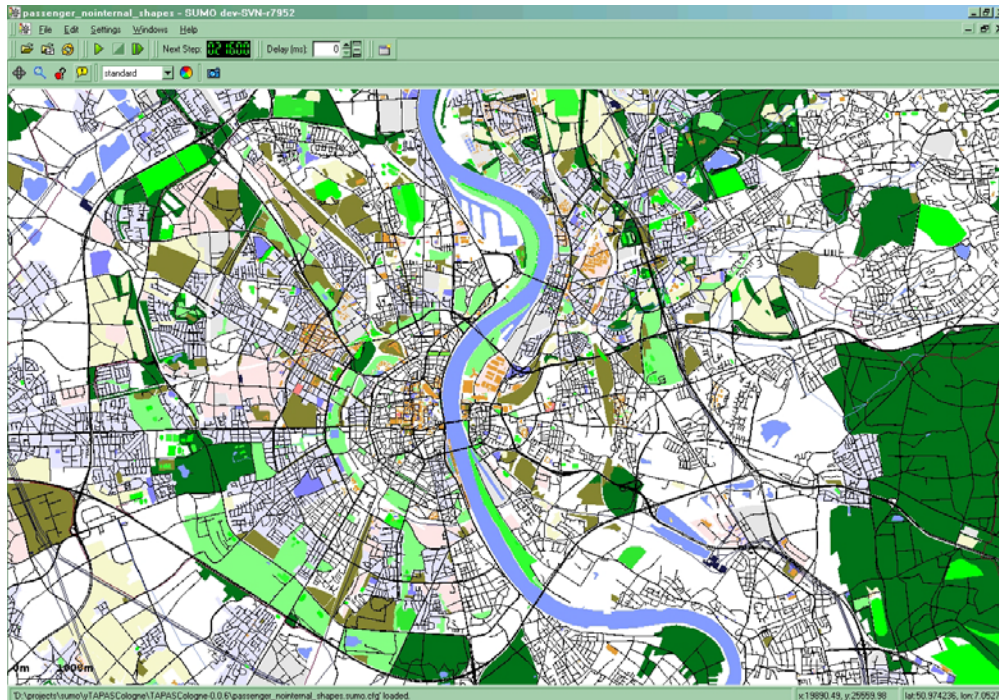 passenger_nointernal_shapes - SUMO dev-SVN-r7952
File Edit Settings Windows Help
Next Step: 021600 Delay (ms): 0
standard
0m 1000m
'D:\projects\sumo\yTAPASCologne\TAPASCologne-0.0.6\passenger_nointernal_shapes.sumo.cfg' loaded. x:19890.49, y:25559.98 lat:50.974236, lon:7.052